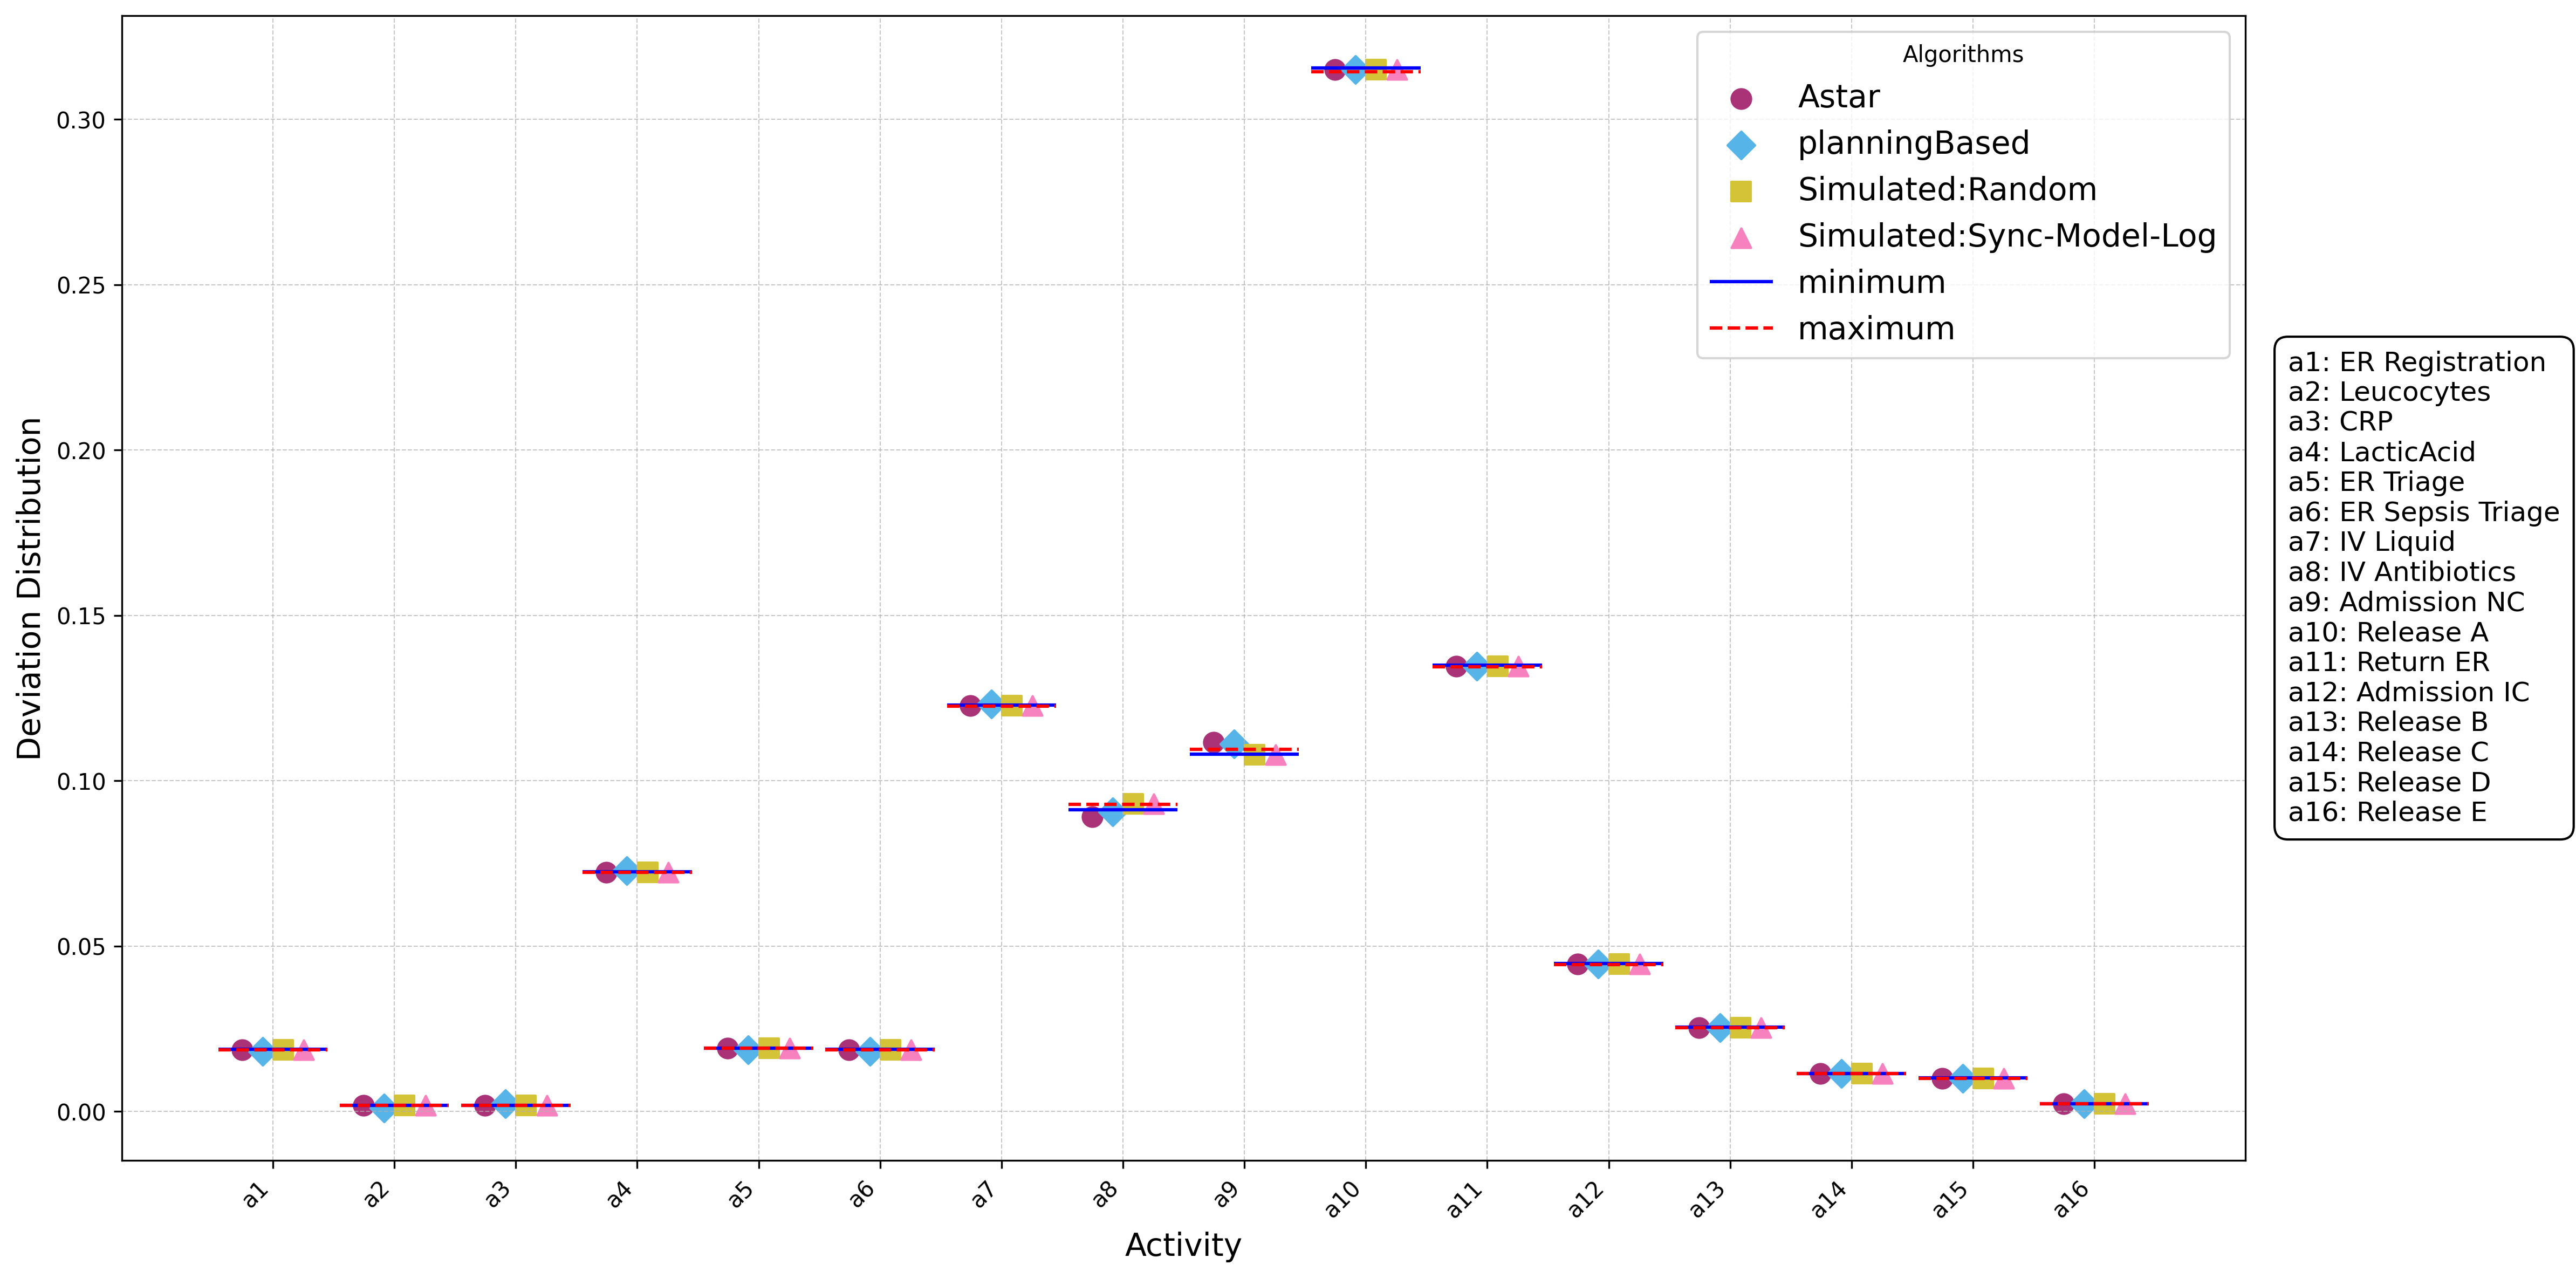 Deviation Distribution
0.30
0.25
0.20
0.15
0.10
0.05
0.00
a1
a2
a3
a4
a5
a6
a7
a8
a9
a10
a11
a12
a13
a14
a15
a16
Activity
Algorithms
Astar
planningBased
Simulated:Random
Simulated:Sync-Model-Log
minimum
maximum
a1: ER Registration
a2: Leucocytes
a3: CRP
a4: LacticAcid
a5: ER Triage
a6: ER Sepsis Triage
a7: IV Liquid
a8: IV Antibiotics
a9: Admission NC
a10: Release A
a11: Return ER
a12: Admission IC
a13: Release B
a14: Release C
a15: Release D
a16: Release E